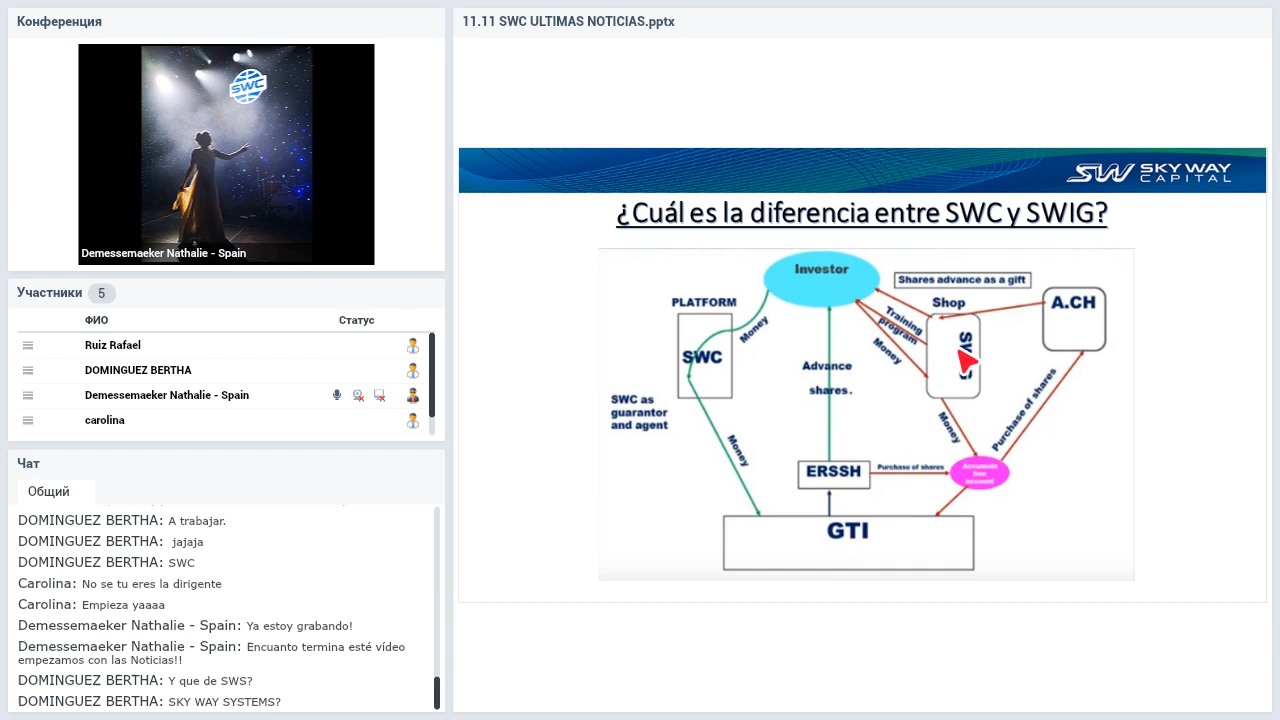 Конференция
SWC
Demessemaeker Nathalie - Spain
Участники 5
ФИО Статус
Ruiz Rafael
DOMINGUEZ BERTHA
Demessemaeker Nathalie - Spain
carolina
Чат
Общий
DOMINGUEZ BERTHA: A trabajar.
DOMINGUEZ BERTHA: jajaja
DOMINGUEZ BERTHA: SWC
Carolina: No se tu eres la dirigente
Carolina: Empieza yaaaa
Demessemaeker Nathalie - Spain: Ya estoy grabando!
Demessemaeker Nathalie - Spain: Encuanto termina esté vídeo
empezamos con las Noticias!!
DOMINGUEZ BERTHA: Y que de SWS?
DOMINGUEZ BERTHA: SKY WAY SYSTEMS?
11.11 SWC ULTIMAS NOTICIAS.pptx
SW SKY WAY
CAPITAL
¿Cuál es la diferencia entre SWC y SWIG?
Investor
Shares advance as a gift
PLATFORM
Shop
A.CH
Money
Training
program
SWC
Money
Advance
shares.
SWC as
guarantor
and agent
Money
Money
Purchase of shares
ERSSH
Purchase of shares
Accumula
tion
account
GTI